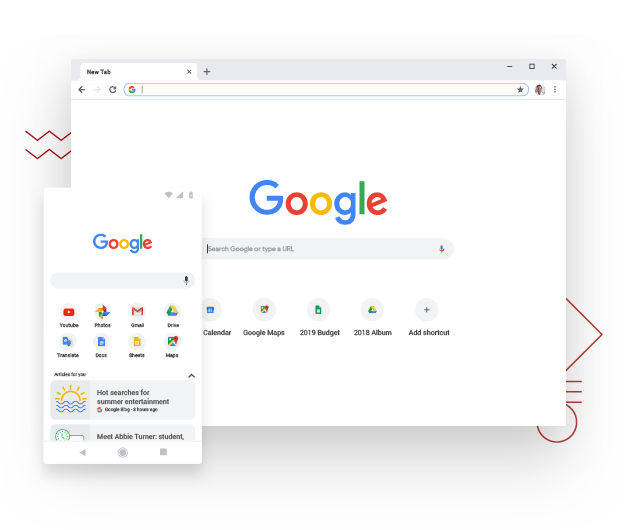 New Tab
Google
Search Google or type a URL
Calendar
Google Maps
2019 Budget
2018 Album
Add shortcut
Google
Youtube
Photos
Gmail
Drive
Translate
Docs
Sheets
Maps
Articles for you
Hot searches for
summer entertainment
Google Blog - 8 hours ago
Meet Abbie Turner: student,